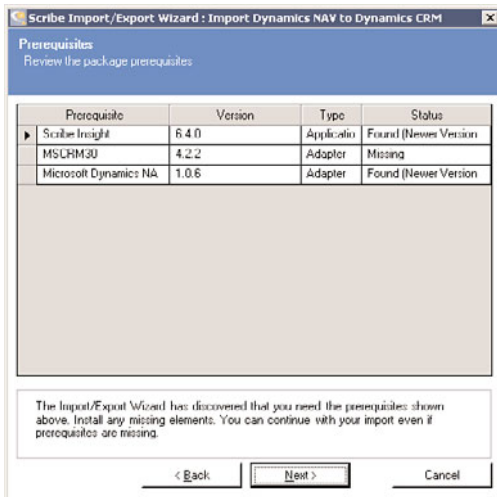 Scribe Import/Export Wizard : Import Dynamics NAV to Dynamics CRM
Prerequisites
Review the package prerequisites
Prerequisite Version Type Status
Scribe Insight 6.4.0 Applicatio Found (Newer Version
MSCRM30 4.2.2 Adapter Missing
Microsoft Dynamics NA 1.0.6 Adapter Found (Newer Version
The Import/Export Wizard has discovered that you need the prerequisites shown
above. Install any missing elements. You can continue with your import even if
prerequisites are missing.
< Back Next > Cancel